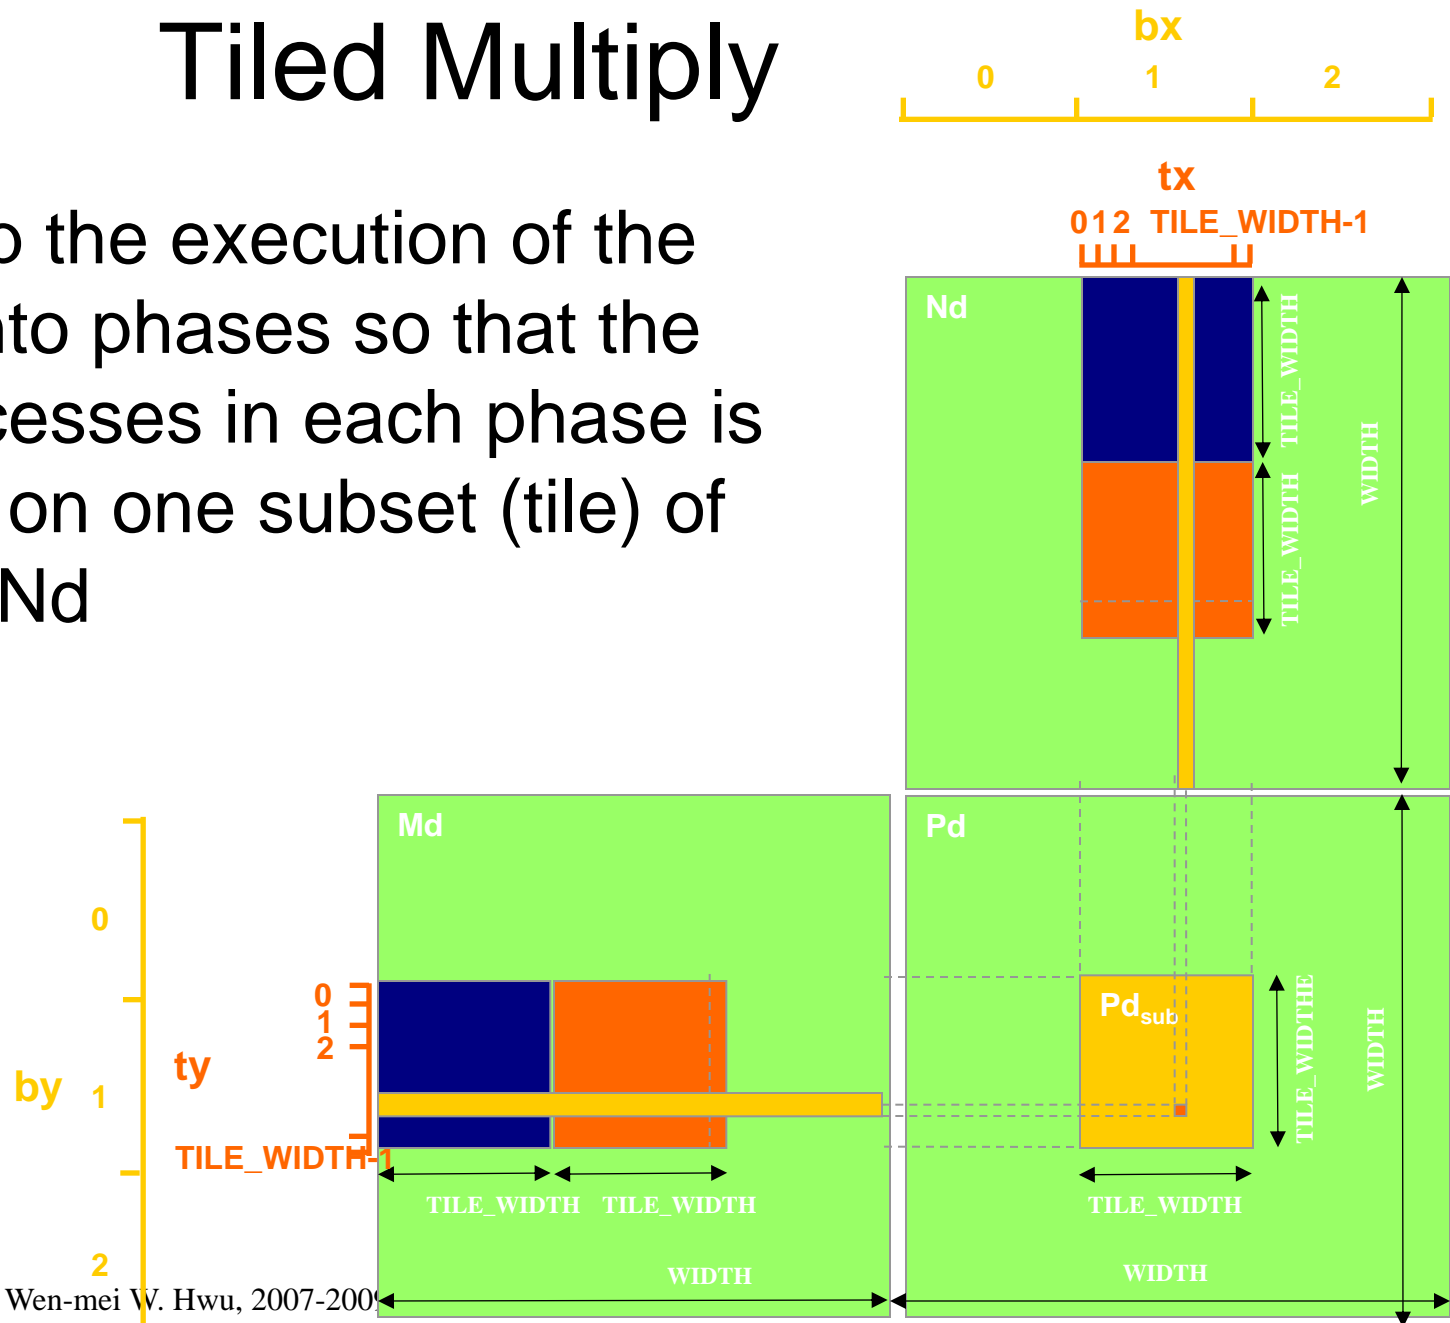 Tiled Multiply
bx
0 1 2
tx
0 1 2 TILE_WIDTH-1
o the execution of the
nto phases so that the
cesses in each phase is
on one subset (tile) of
Nd
Nd
TILE_WIDTH
TILE_WIDTH
WIDTH
Md
Pd
Pdsub
TILE_WIDTHE
WIDTH
by
0
1
2
ty
0
1
2
TILE_WIDTH-1
TILE_WIDTH TILE_WIDTH
TILE_WIDTH
WIDTH
WIDTH
Wen-mei W. Hwu, 2007-200